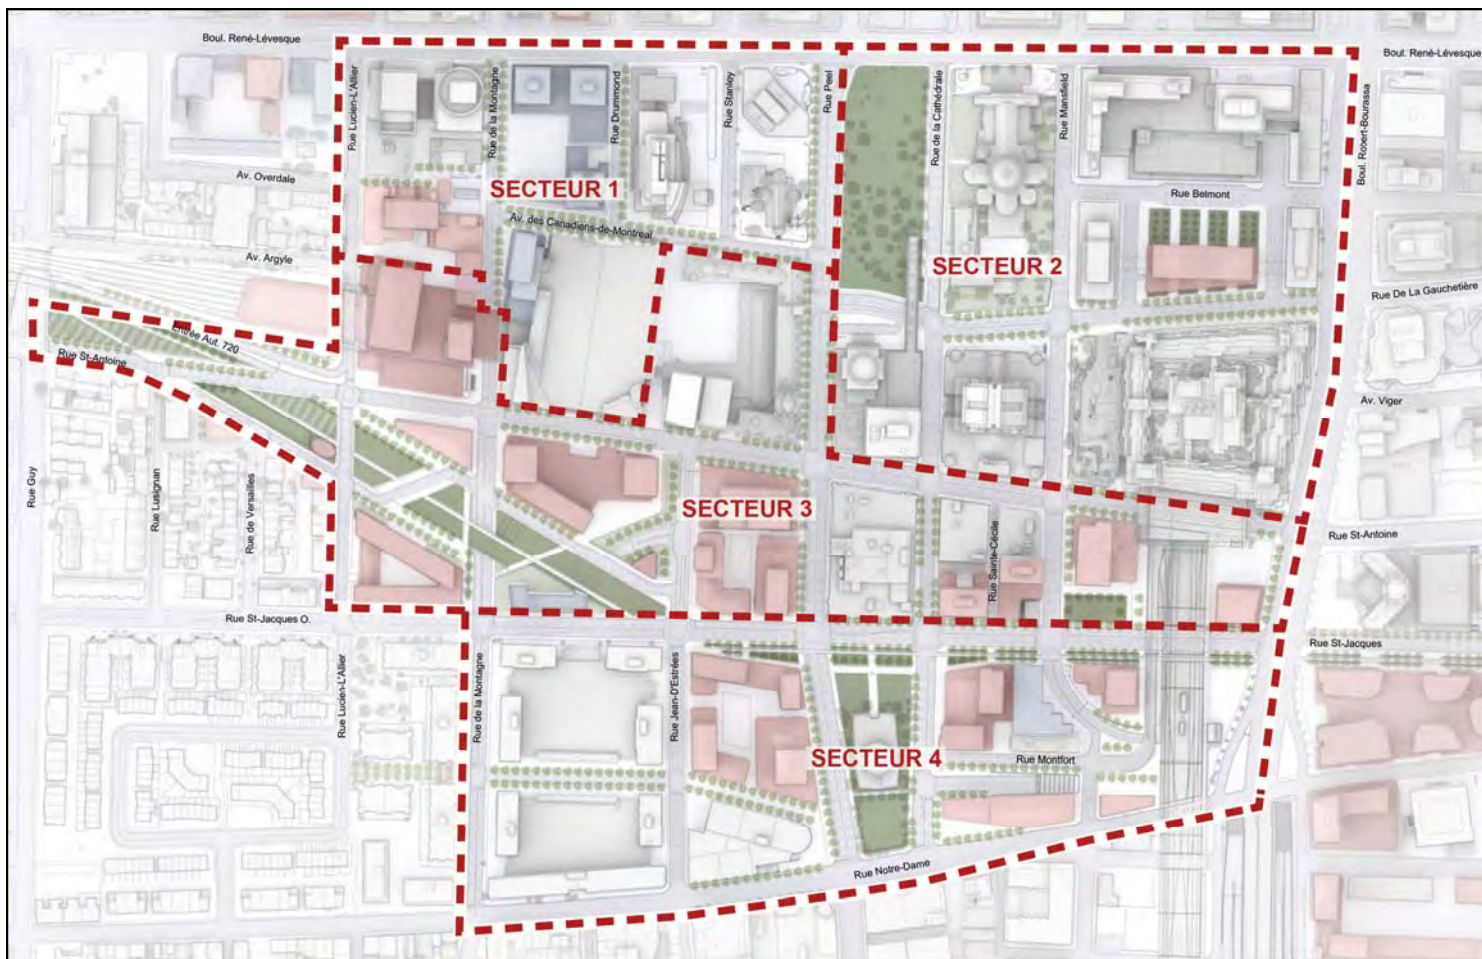 Boul. René-Lévesque
Boul. René-Lévesque
Rue Lucien-L'Allier
Rue de la Montagne
Rue Drummond
Rue Stanley
Rue Peel
Rue de la Cathédrale
Rue Mansfield
Boul. Robert-Bourassa
Av. Overdale
SECTEUR 1
Rue Belmont
Av. des Canadiens-de-Montreal
Av. Argyle
SECTEUR 2
Rue De La Gauchetière
Entrée Aut. 720
Rue St-Antoine
Av. Viger
Rue Guy
Rue Lusignan
Rue de Versailles
SECTEUR 3
Rue Sainte-Cécile
Rue St-Antoine
Rue St-Jacques O.
Rue St-Jacques
Rue Lucien-L'Allier
Rue de la Montagne
Rue Jean-D'Estrées
SECTEUR 4
Rue Montfort
Rue Notre-Dame